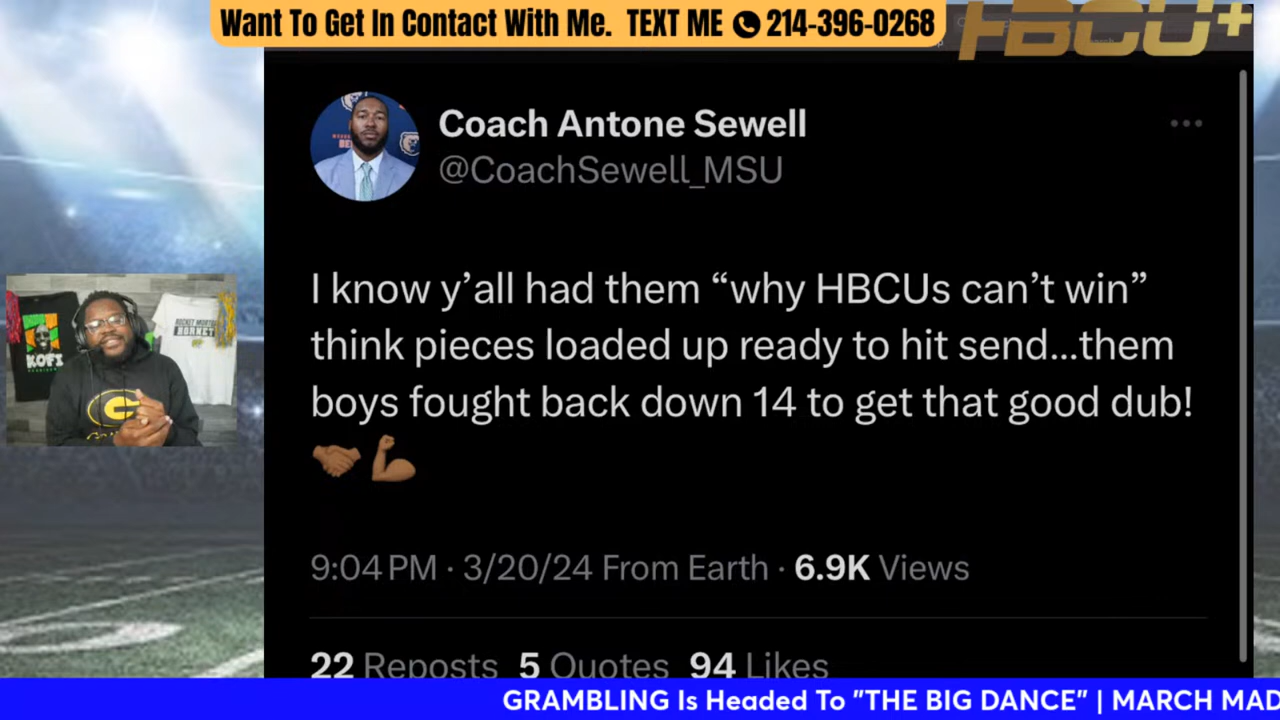 Want To Get In Contact With Me. TEXT ME 214-396-0268
HBCU+
Coach Antone Sewell
@CoachSewell_MSU
I know y’all had them “why HBCUs can’t win”
think pieces loaded up ready to hit send...them
boys fought back down 14 to get that good dub!
🤝🏾💪🏾
9:04 PM · 3/20/24 From Earth · 6.9K Views
22 Reposts 5 Quotes 94 Likes
KOFI
HORNET
GRAMBLING Is Headed To "THE BIG DANCE" | MARCH MAD